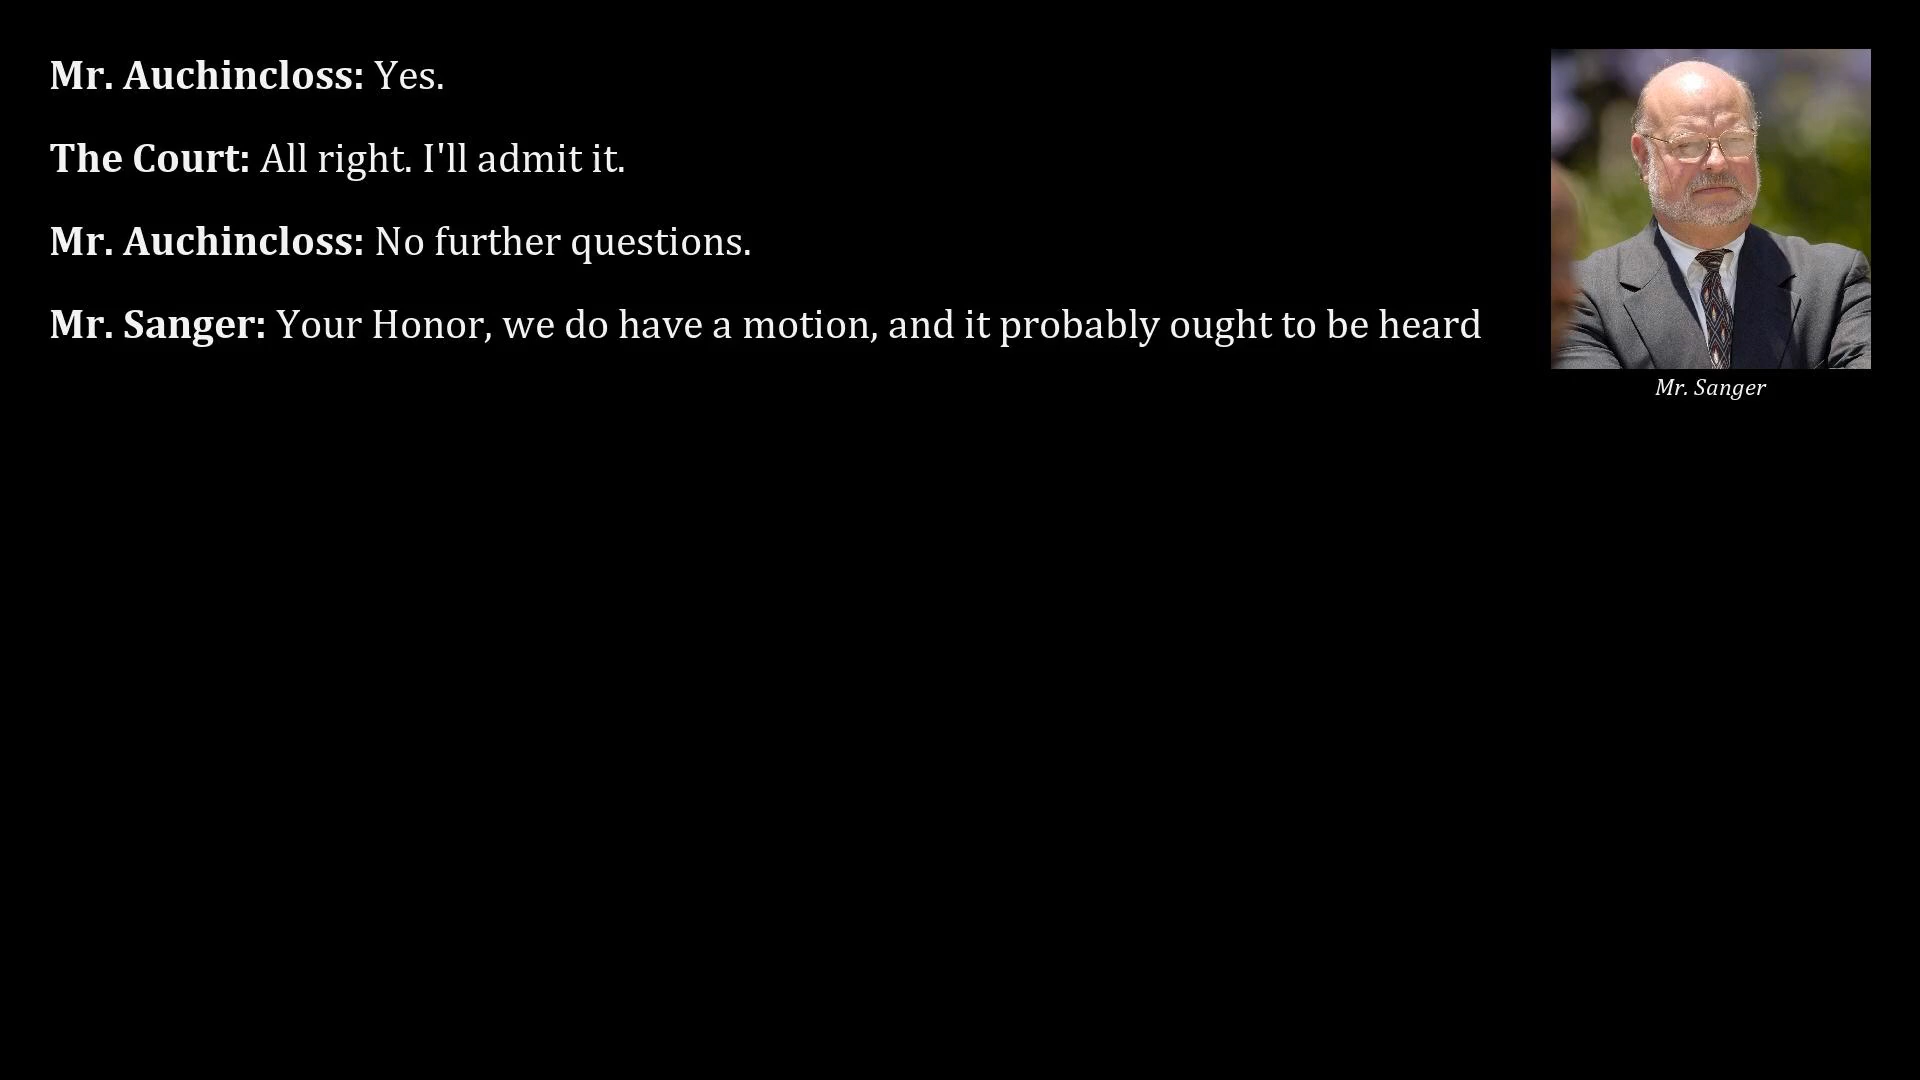 Mr. Auchincloss: Yes.
The Court: All right. I'll admit it.
Mr. Auchincloss: No further questions.
Mr. Sanger: Your Honor, we do have a motion, and it probably ought to be heard
Mr. Sanger